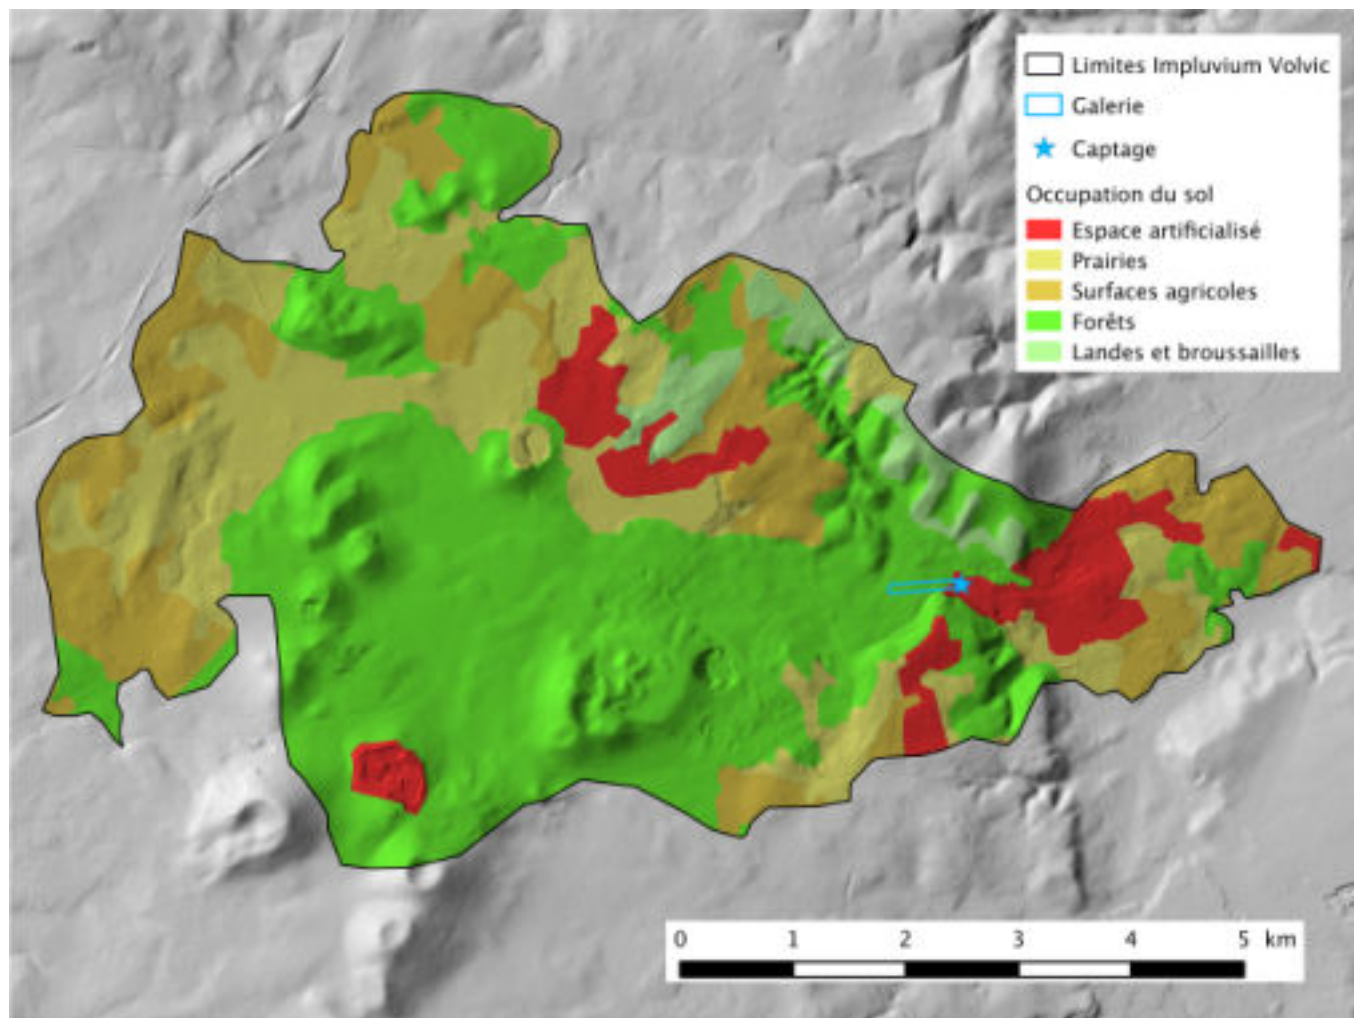 Limites Impluvium Volvic
Galerie
Captage
Occupation du sol
Espace artificialisé
Prairies
Surfaces agricoles
Forêts
Landes et broussailles
0 1 2 3 4 5 km